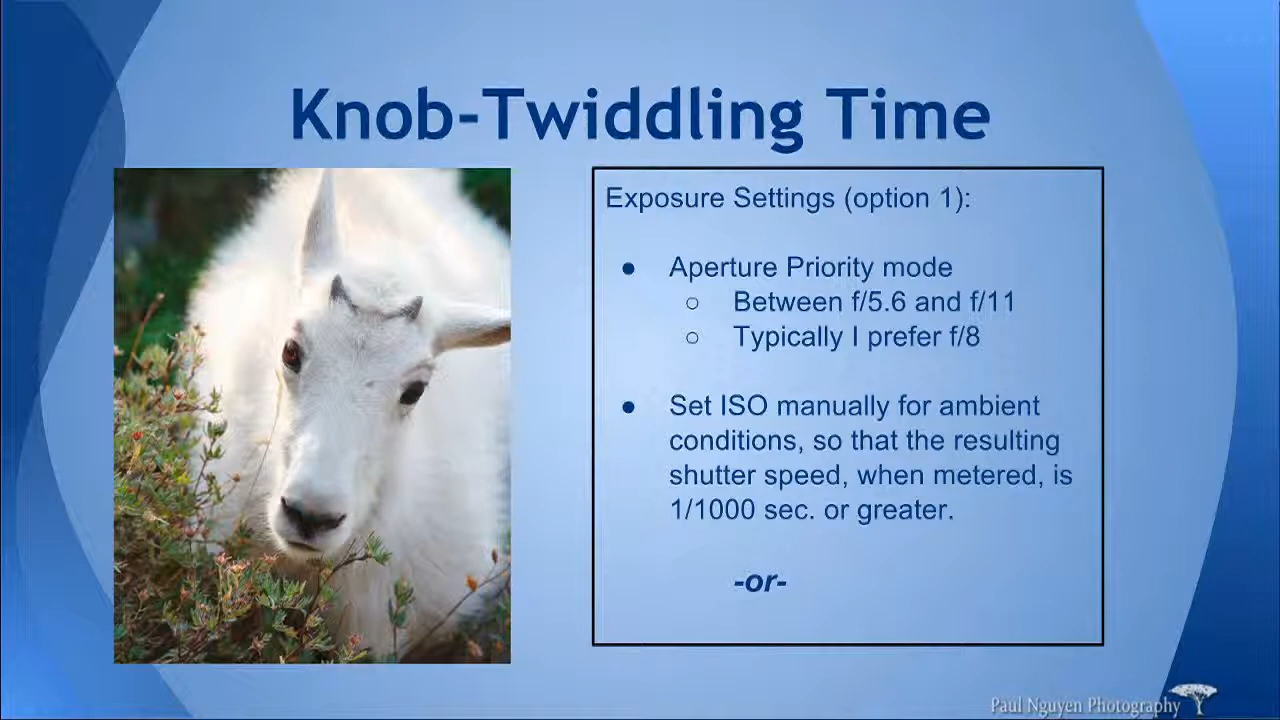 Knob-Twiddling Time
Exposure Settings (option 1):
● Aperture Priority mode
○ Between f/5.6 and f/11
○ Typically I prefer f/8
● Set ISO manually for ambient
conditions, so that the resulting
shutter speed, when metered, is
1/1000 sec. or greater.
-or-
Paul Nguyen Photography